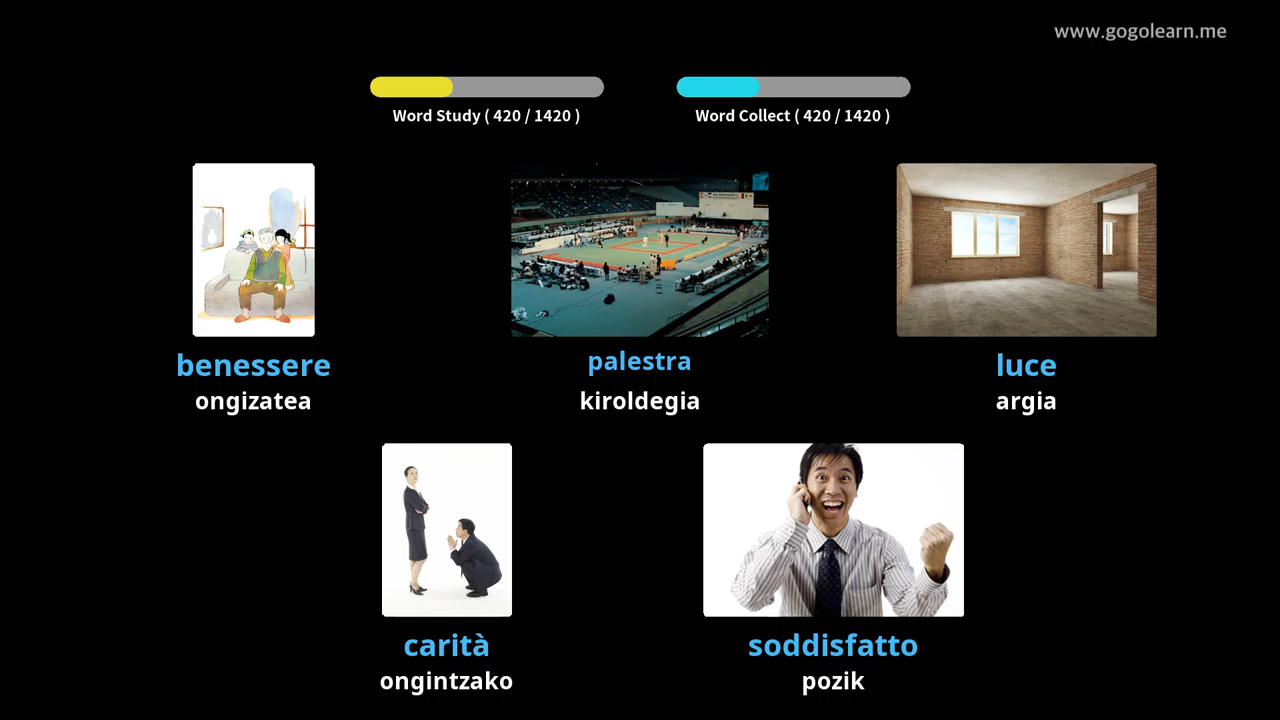 www.gogolearn.me
Word Study ( 420 / 1420 )
Word Collect ( 420 / 1420 )
benessere
ongizatea
palestra
kiroldegia
luce
argia
carità
ongintzako
soddisfatto
pozik